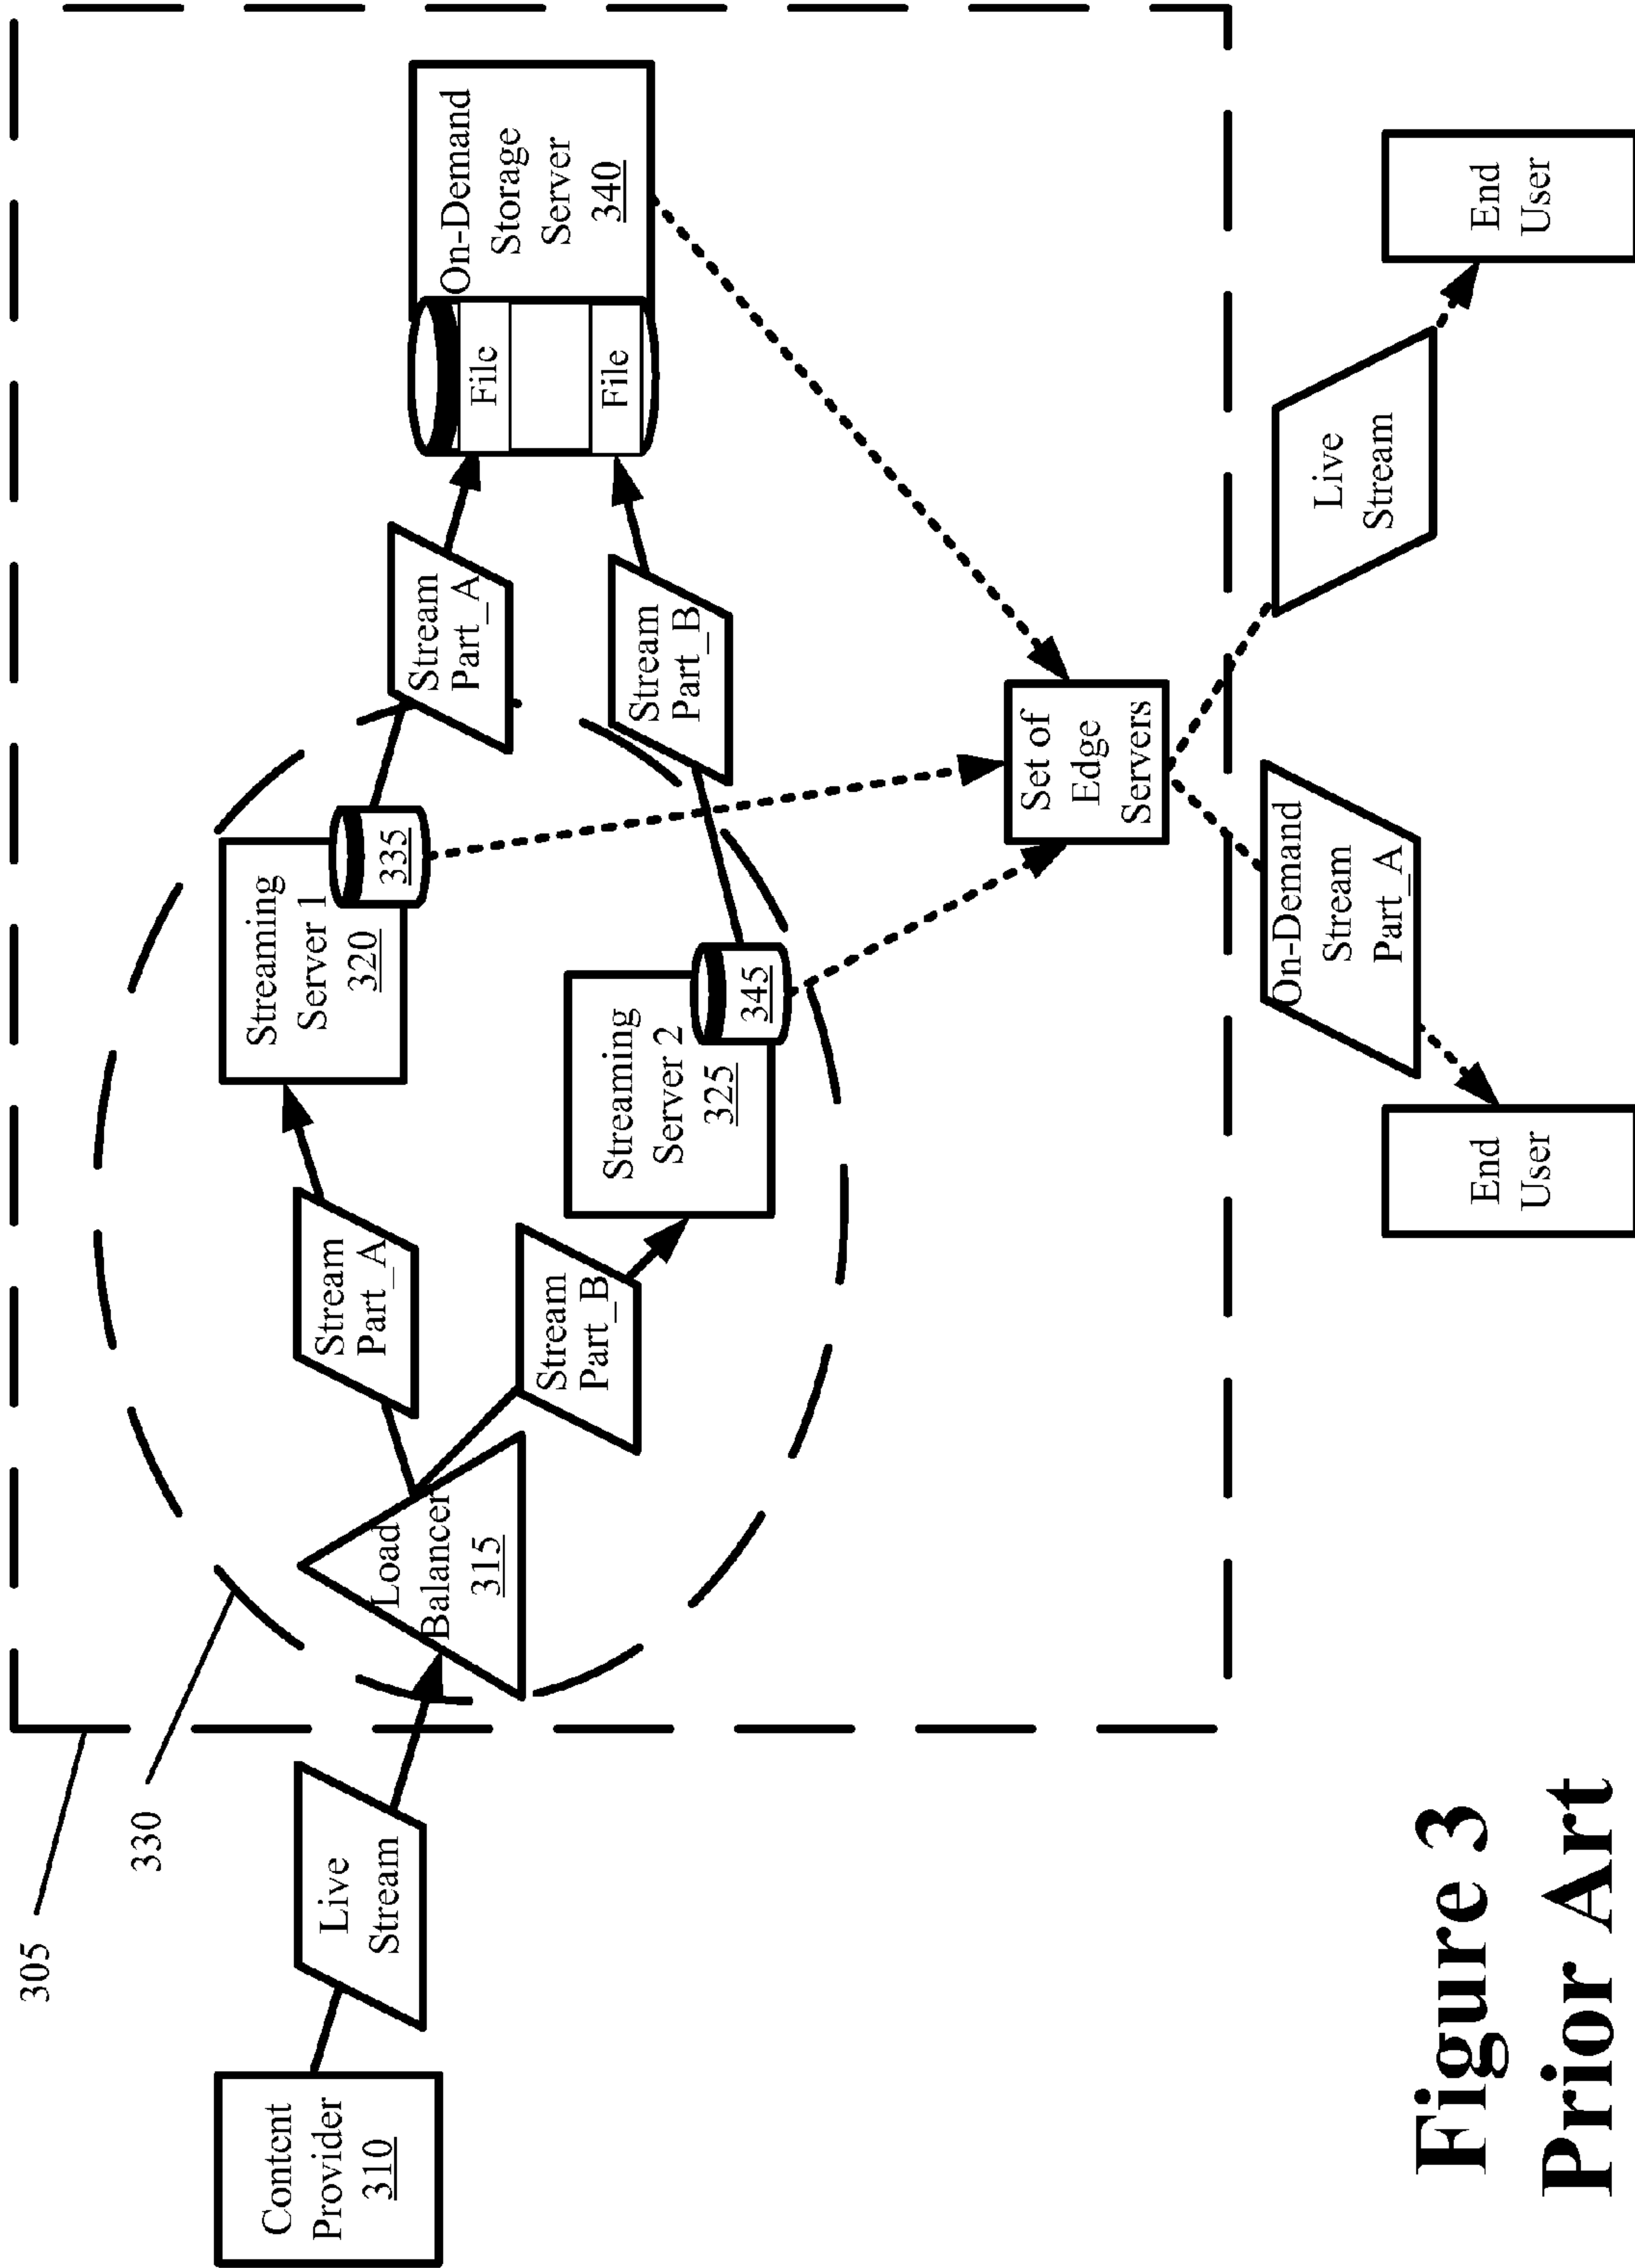 305
330
Content
Provider
310
Live
Stream
Load
Balancer
315
Stream
Part_A
Stream
Part_B
Streaming
Server 1
320
335
Streaming
Server 2
325
345
Stream
Part_A
Stream
Part_B
File
File
On-Demand
Storage
Server
340
Set of
Edge
Servers
On-Demand
Stream
Part_A
Live
Stream
End
User
End
User
Figure 3
Prior Art